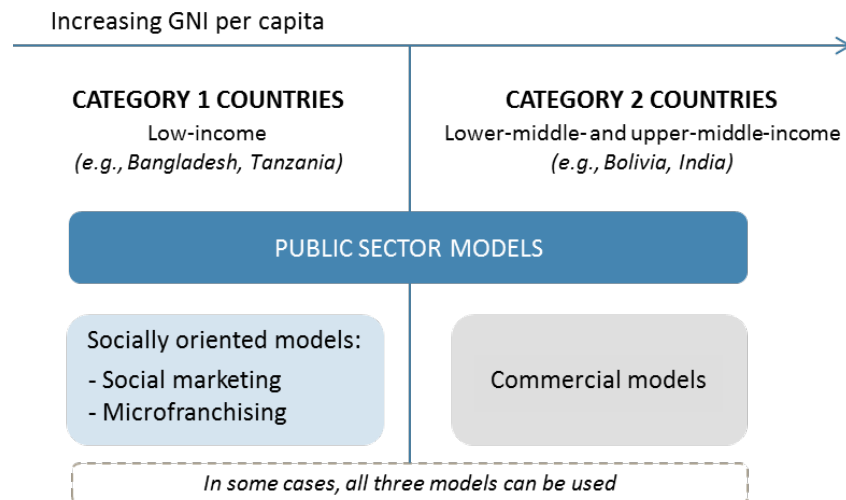 Increasing GNI per capita
CATEGORY 1 COUNTRIES
Low-income
(e.g., Bangladesh, Tanzania)
CATEGORY 2 COUNTRIES
Lower-middle- and upper-middle-income
(e.g., Bolivia, India)
PUBLIC SECTOR MODELS
Socially oriented models:
- Social marketing
- Microfranchising
Commercial models
In some cases, all three models can be used